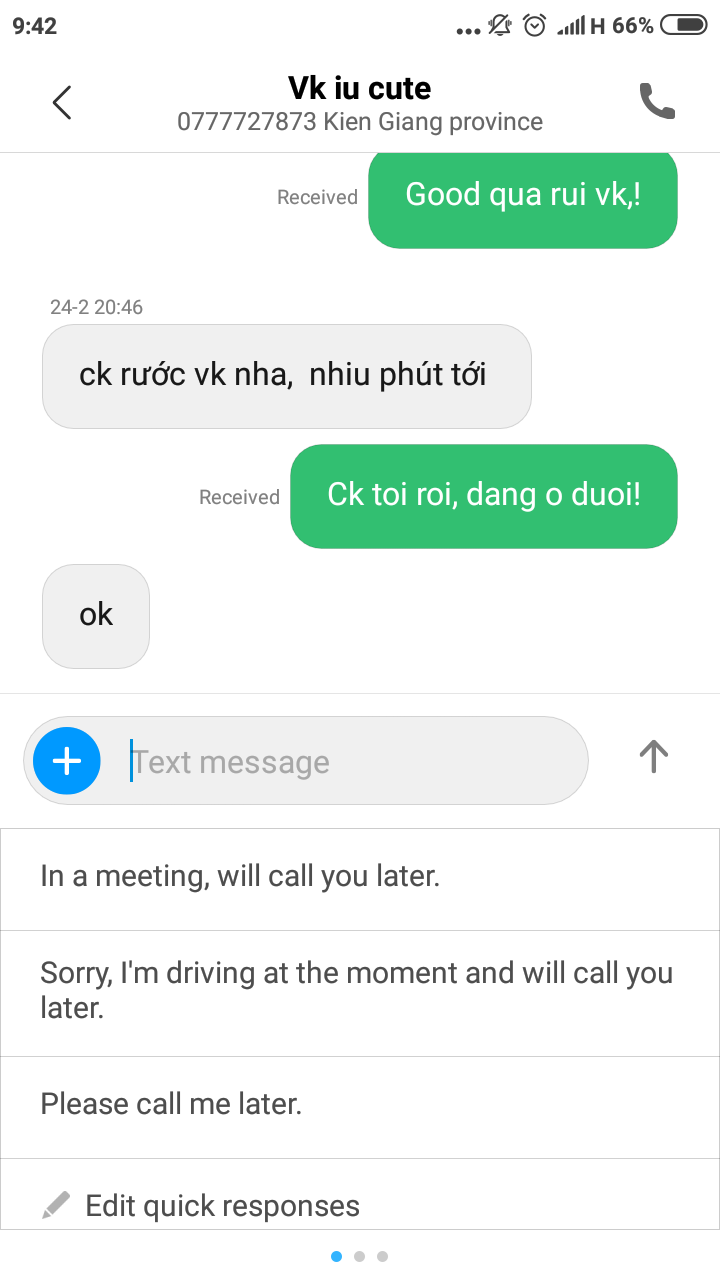 9:42
... H 66%
Vk iu cute
0777727873 Kien Giang province
Received
Good qua rui vk,!
24-2 20:46
ck rước vk nha,  nhiu phút tới
Received
Ck toi roi, dang o duoi!
ok
Text message
In a meeting, will call you later.
Sorry, I'm driving at the moment and will call you
later.
Please call me later.
Edit quick responses